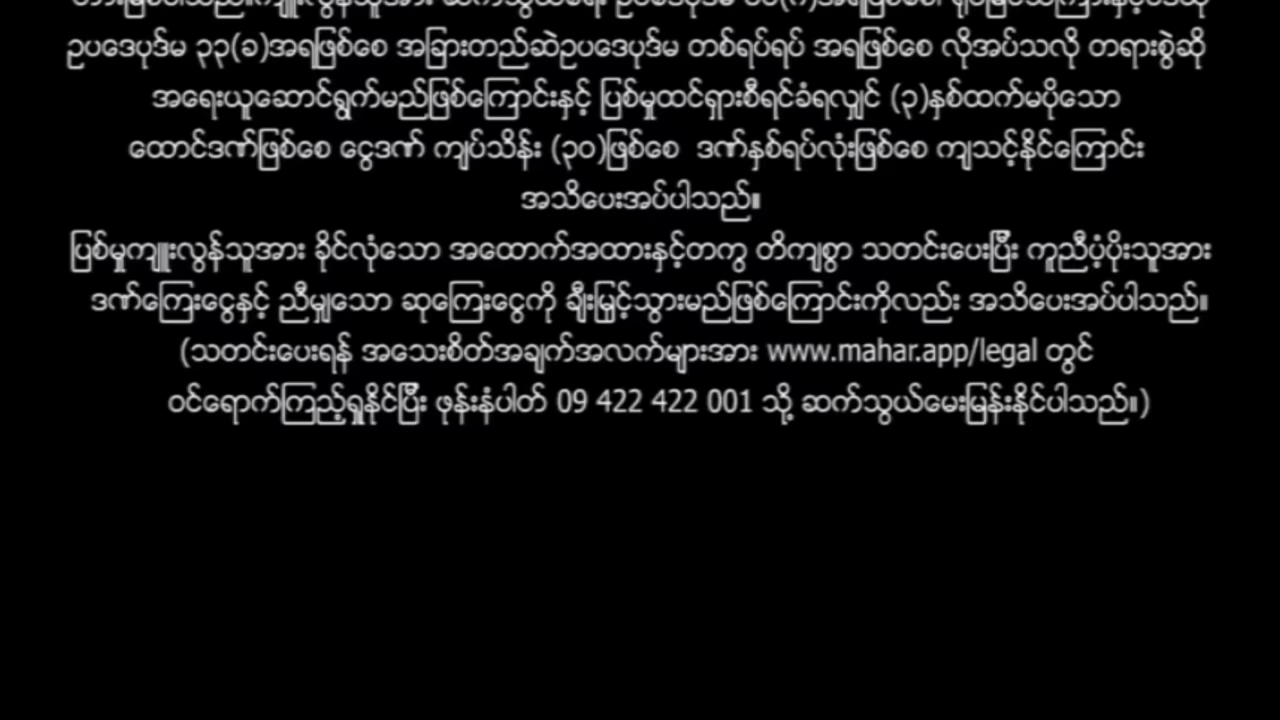 ဥပဒေပုဒ်မ ၃၃(ခ)အရဖြစ်စေ အခြားတည်ဆဲဥပဒေပုဒ်မ တစ်ရပ်ရပ် အရဖြစ်စေ လိုအပ်သလို တရားစွဲဆို
အရေးယူဆောင်ရွက်မည်ဖြစ်ကြောင်းနှင့် ပြစ်မှုထင်ရှားစီရင်ခံရလျှင် (၃)နှစ်ထက်မပိုသော
ထောင်ဒဏ်ဖြစ်စေ ငွေဒဏ် ကျပ်သိန်း (၃၀)ဖြစ်စေ ဒဏ်နှစ်ရပ်လုံးဖြစ်စေ ကျသင့်နိုင်ကြောင်း
အသိပေးအပ်ပါသည်။
ပြစ်မှုကျူးလွန်သူအား ခိုင်လုံသော အထောက်အထားနှင့်တကွ တိကျစွာ သတင်းပေးပြီး ကူညီပံ့ပိုးသူအား
ဒဏ်ကြေးငွေနှင့် ညီမျှသော ဆုကြေးငွေကို ချီးမြှင့်သွားမည်ဖြစ်ကြောင်းကိုလည်း အသိပေးအပ်ပါသည်။
(သတင်းပေးရန် အသေးစိတ်အချက်အလက်များအား www.mahar.app/legal တွင်
ဝင်ရောက်ကြည့်ရှုနိုင်ပြီး ဖုန်းနံပါတ် 09 422 422 001 သို့ ဆက်သွယ်မေးမြန်းနိုင်ပါသည်။)